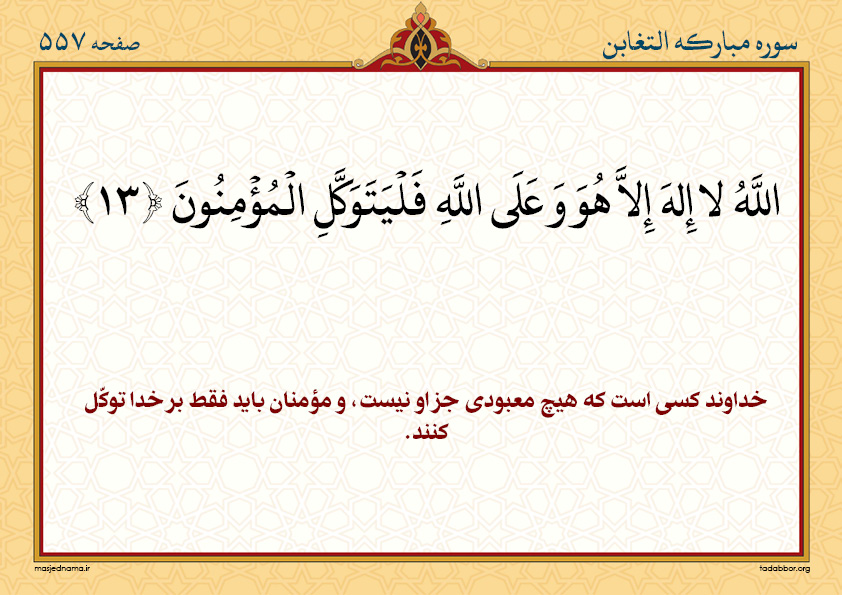 سوره مبارکه التغابن
صفحه ۵۵۷
اللَّهُ لا إِلهَ إِلاَّ هُوَ وَ عَلَى اللَّهِ فَلْيَتَوَكَّلِ الْمُؤْمِنُونَ ﴿۱۳﴾
خداوند کسی است که هیچ معبودی جز او نیست، و مؤمنان باید فقط بر خدا توکّل
کنند.
masjednama.ir
tadabbor.org